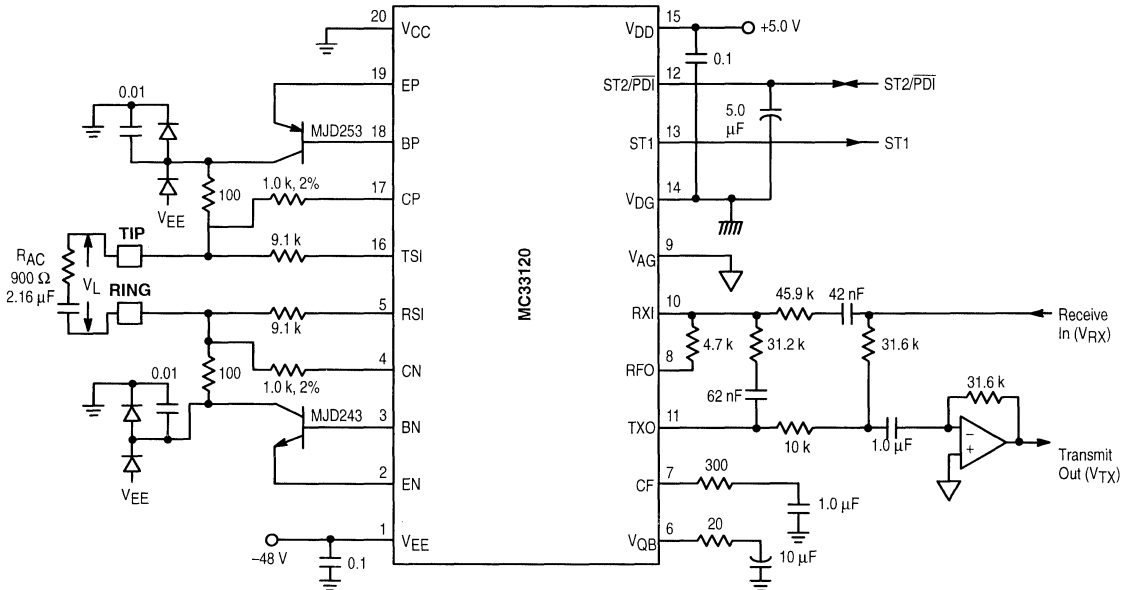 20
VCC
15
VDD
+5.0 V
0.1
19
EP
12
ST2/PDI
ST2/PDI
0.01
MJD253
18
BP
5.0
µF
13
ST1
ST1
100
1.0 k, 2%
17
CP
14
VDG
VEE
TIP
9.1 k
16
TSI
9
VAG
RAC
900 Ω
2.16 µF
VL
MC33120
RING
5
RSI
9.1 k
10
RXI
45.9 k
42 nF
Receive
In (VRX)
4.7 k
31.2 k
31.6 k
8
RFO
4
CN
100
1.0 k, 2%
0.01
62 nF
31.6 k
MJD243
3
BN
11
TXO
10 k
1.0 µF
−
+
Transmit
Out (VTX)
VEE
2
EN
7
CF
300
1.0 µF
1
VEE
–48 V
0.1
6
VQB
20
10 µF